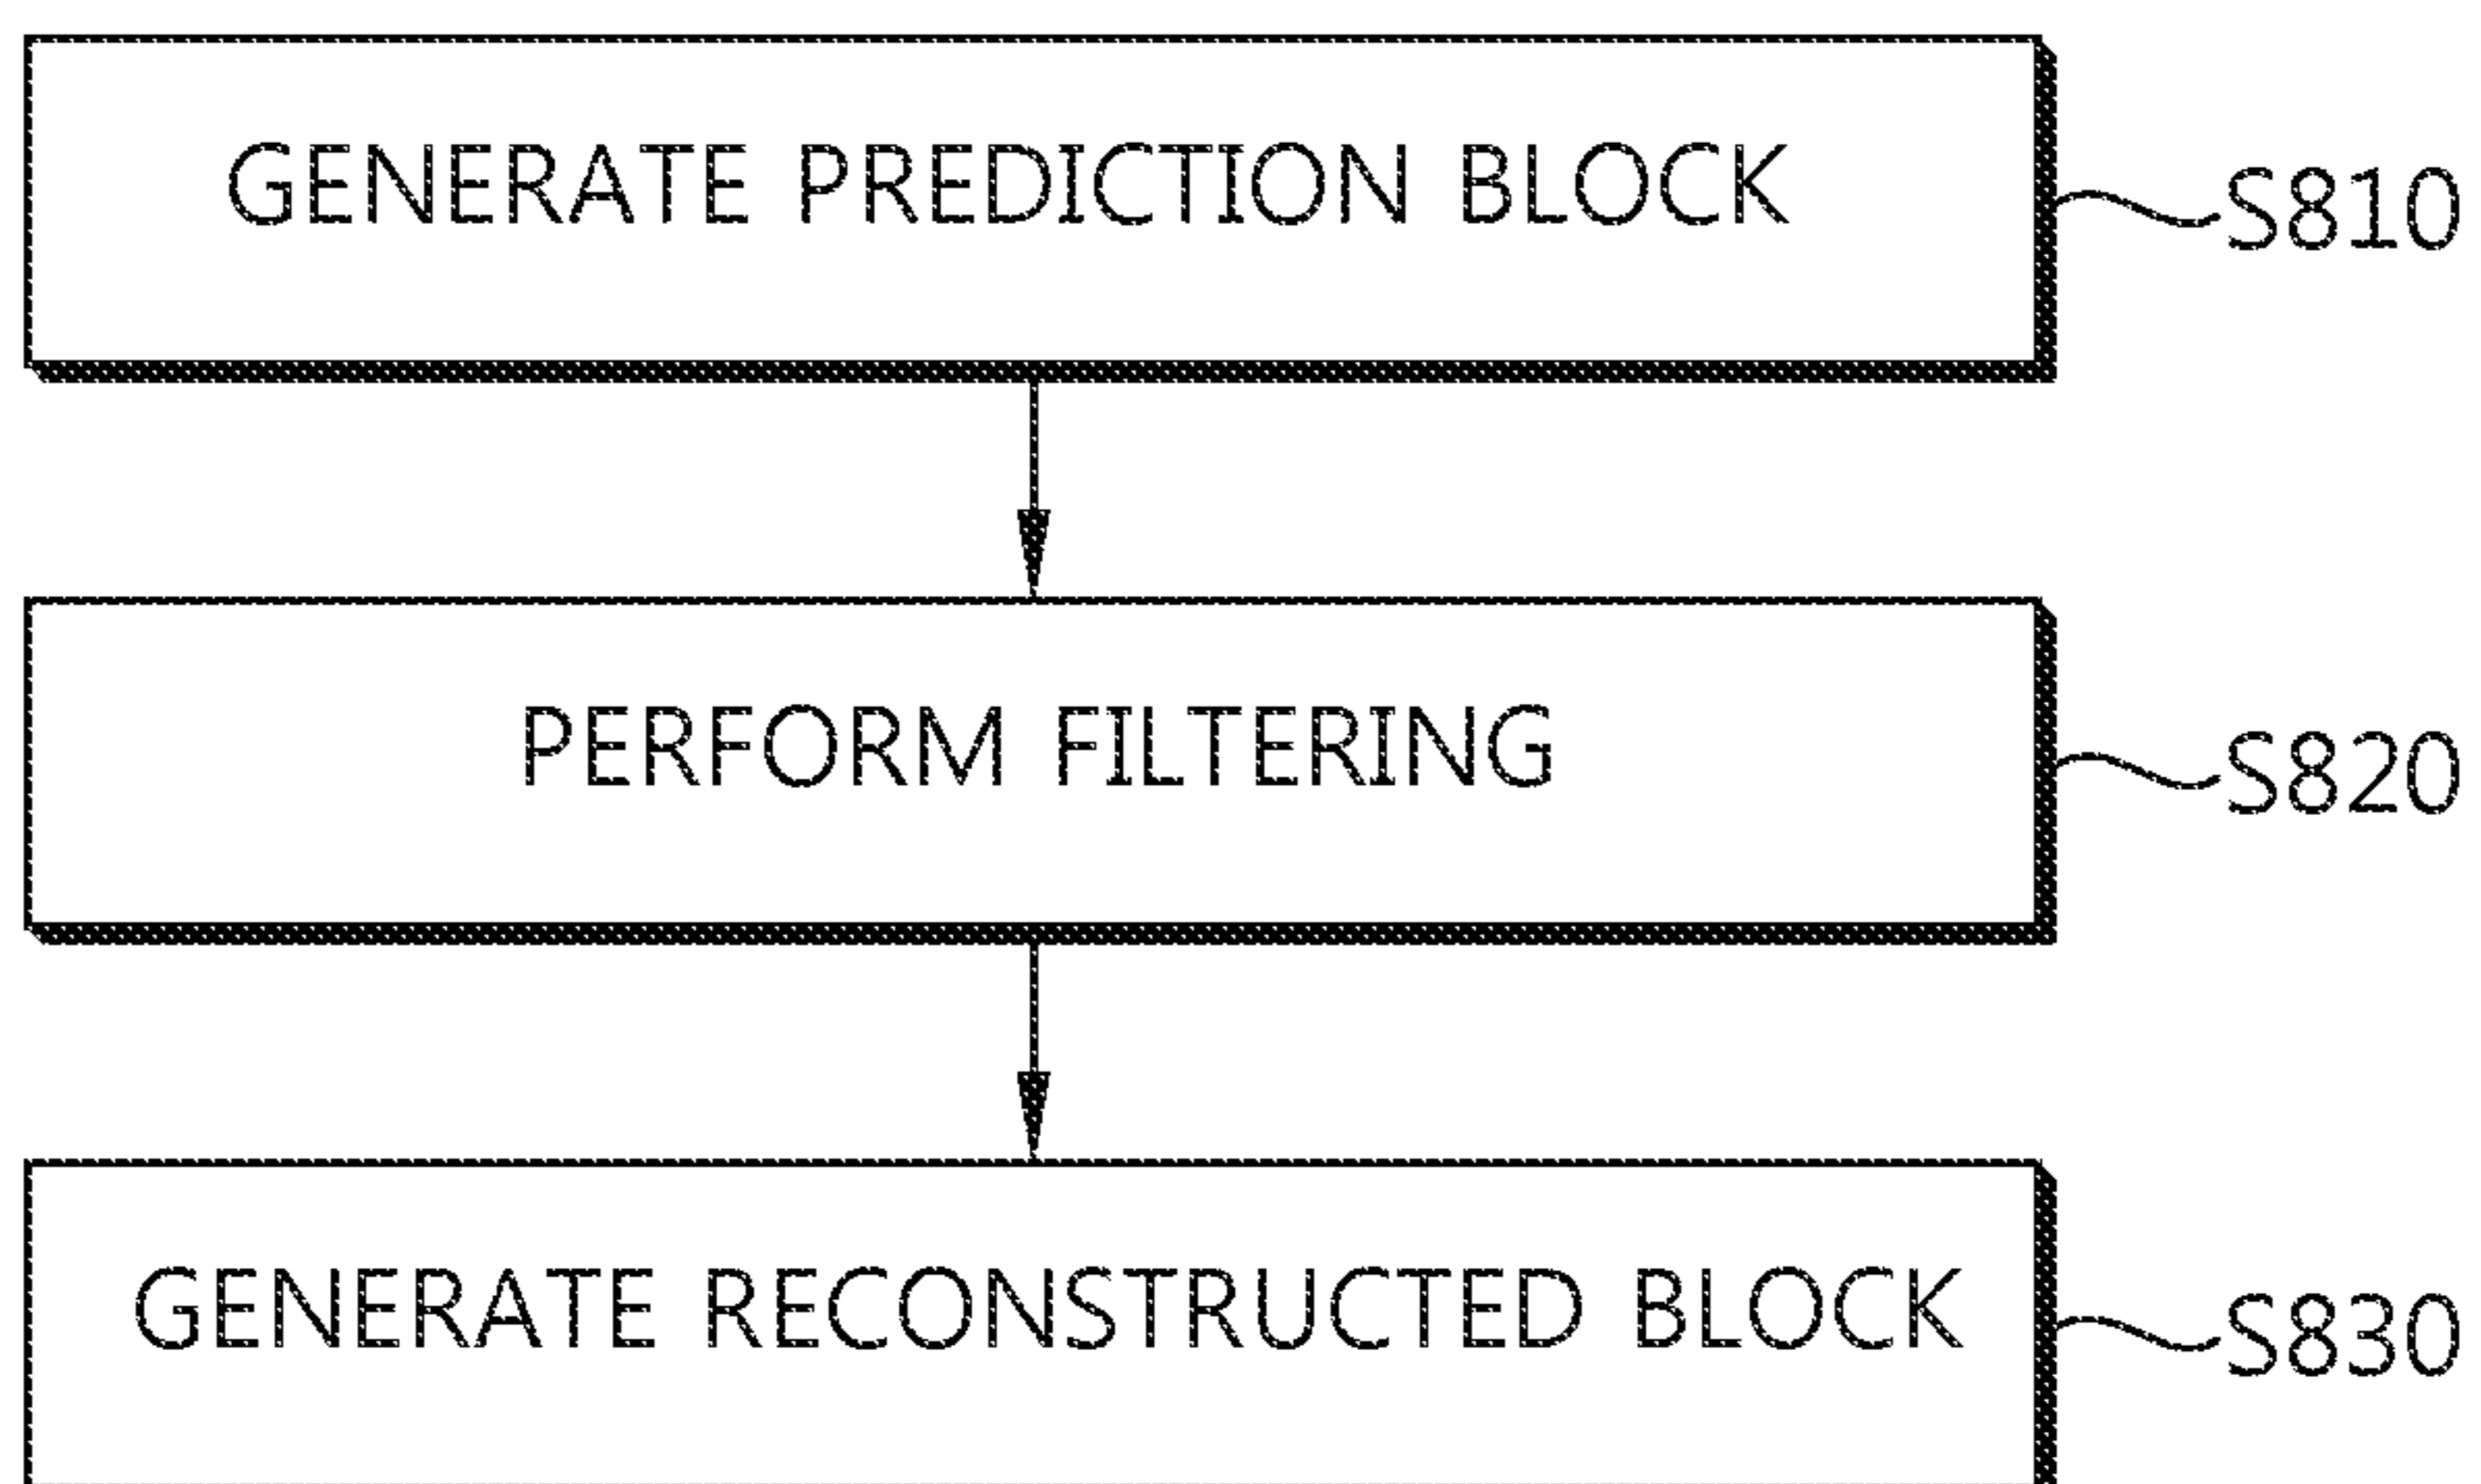 GENERATE PREDICTION BLOCK
S810
PERFORM FILTERING
S820
GENERATE RECONSTRUCTED BLOCK
S830